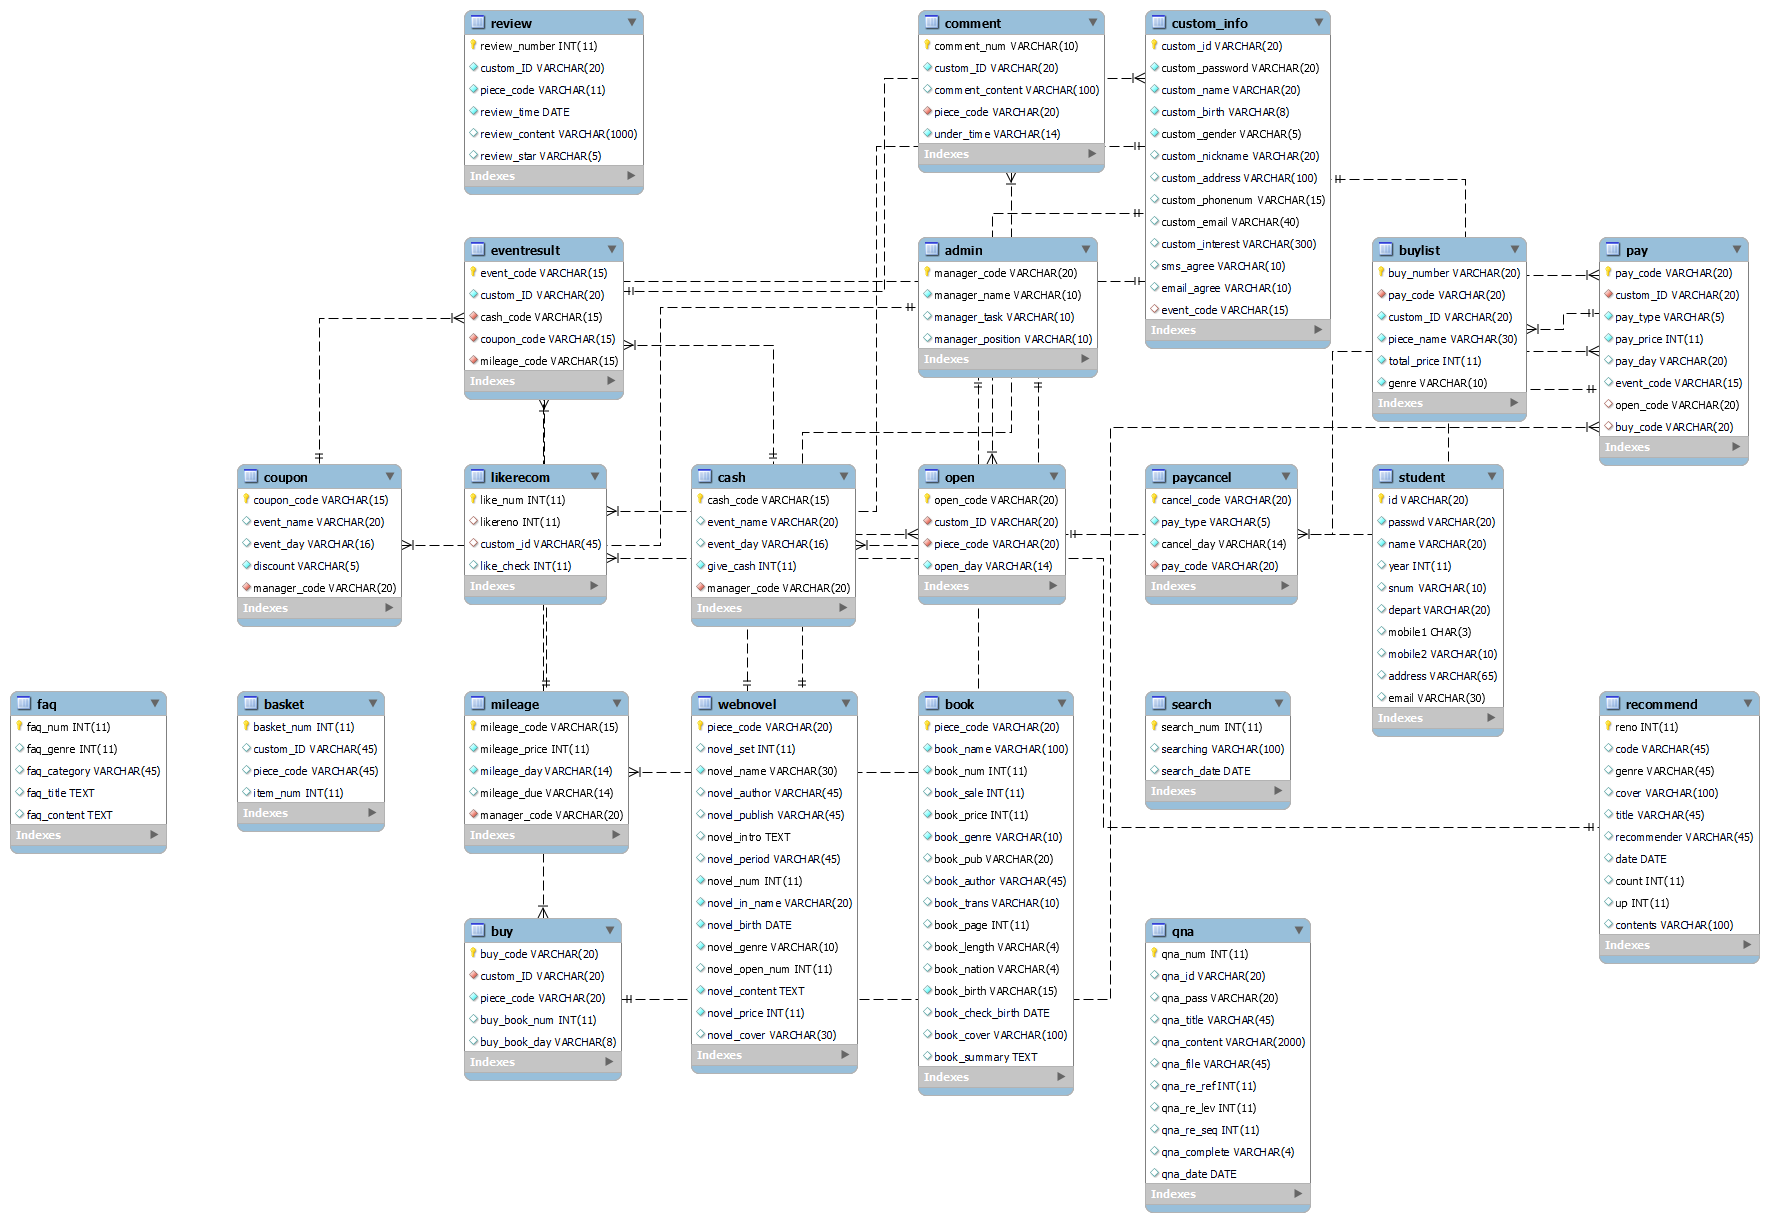 review
review_number INT(11)
custom_ID VARCHAR(20)
piece_code VARCHAR(11)
review_time DATE
review_content VARCHAR(1000)
review_star VARCHAR(5)
Indexes
comment
comment_num VARCHAR(10)
custom_ID VARCHAR(20)
comment_content VARCHAR(100)
piece_code VARCHAR(20)
under_time VARCHAR(14)
Indexes
custom_info
custom_id VARCHAR(20)
custom_password VARCHAR(20)
custom_name VARCHAR(20)
custom_birth VARCHAR(8)
custom_gender VARCHAR(5)
custom_nickname VARCHAR(20)
custom_address VARCHAR(100)
custom_phonenum VARCHAR(15)
custom_email VARCHAR(40)
custom_interest VARCHAR(300)
sms_agree VARCHAR(10)
email_agree VARCHAR(10)
event_code VARCHAR(15)
Indexes
eventresult
event_code VARCHAR(15)
custom_ID VARCHAR(20)
cash_code VARCHAR(15)
coupon_code VARCHAR(15)
mileage_code VARCHAR(15)
Indexes
admin
manager_code VARCHAR(20)
manager_name VARCHAR(10)
manager_task VARCHAR(10)
manager_position VARCHAR(10)
Indexes
buylist
buy_number VARCHAR(20)
pay_code VARCHAR(20)
custom_ID VARCHAR(20)
piece_name VARCHAR(30)
total_price INT(11)
genre VARCHAR(10)
Indexes
pay
pay_code VARCHAR(20)
custom_ID VARCHAR(20)
pay_type VARCHAR(5)
pay_price INT(11)
pay_day VARCHAR(20)
event_code VARCHAR(15)
open_code VARCHAR(20)
buy_code VARCHAR(20)
Indexes
coupon
coupon_code VARCHAR(15)
event_name VARCHAR(20)
event_day VARCHAR(16)
discount VARCHAR(5)
manager_code VARCHAR(20)
Indexes
likerecom
like_num INT(11)
likereno INT(11)
custom_id VARCHAR(45)
like_check INT(11)
Indexes
cash
cash_code VARCHAR(15)
event_name VARCHAR(20)
event_day VARCHAR(16)
give_cash INT(11)
manager_code VARCHAR(20)
Indexes
open
open_code VARCHAR(20)
custom_ID VARCHAR(20)
piece_code VARCHAR(20)
open_day VARCHAR(14)
Indexes
paycancel
cancel_code VARCHAR(20)
pay_type VARCHAR(5)
cancel_day VARCHAR(14)
pay_code VARCHAR(20)
Indexes
student
id VARCHAR(20)
passwd VARCHAR(20)
name VARCHAR(20)
year INT(11)
snum VARCHAR(10)
depart VARCHAR(20)
mobile1 CHAR(3)
mobile2 VARCHAR(10)
address VARCHAR(65)
email VARCHAR(30)
Indexes
faq
faq_num INT(11)
faq_genre INT(11)
faq_category VARCHAR(45)
faq_title TEXT
faq_content TEXT
Indexes
basket
basket_num INT(11)
custom_ID VARCHAR(45)
piece_code VARCHAR(45)
item_num INT(11)
Indexes
mileage
mileage_code VARCHAR(15)
mileage_price INT(11)
mileage_day VARCHAR(14)
mileage_due VARCHAR(14)
manager_code VARCHAR(20)
Indexes
webnovel
piece_code VARCHAR(20)
novel_set INT(11)
novel_name VARCHAR(30)
novel_author VARCHAR(45)
novel_publish VARCHAR(45)
novel_intro TEXT
novel_period VARCHAR(45)
novel_num INT(11)
novel_in_name VARCHAR(20)
novel_birth DATE
novel_genre VARCHAR(10)
novel_open_num INT(11)
novel_content TEXT
novel_price INT(11)
novel_cover VARCHAR(30)
Indexes
book
piece_code VARCHAR(20)
book_name VARCHAR(100)
book_num INT(11)
book_sale INT(11)
book_price INT(11)
book_genre VARCHAR(10)
book_pub VARCHAR(20)
book_author VARCHAR(45)
book_trans VARCHAR(10)
book_page INT(11)
book_length VARCHAR(4)
book_nation VARCHAR(4)
book_birth VARCHAR(15)
book_check_birth DATE
book_cover VARCHAR(100)
book_summary TEXT
Indexes
search
search_num INT(11)
searching VARCHAR(100)
search_date DATE
Indexes
recommend
reno INT(11)
code VARCHAR(45)
genre VARCHAR(45)
cover VARCHAR(100)
title VARCHAR(45)
recommender VARCHAR(45)
date DATE
count INT(11)
up INT(11)
contents VARCHAR(100)
Indexes
buy
buy_code VARCHAR(20)
custom_ID VARCHAR(20)
piece_code VARCHAR(20)
buy_book_num INT(11)
buy_book_day VARCHAR(8)
Indexes
qna
qna_num INT(11)
qna_id VARCHAR(20)
qna_pass VARCHAR(20)
qna_title VARCHAR(45)
qna_content VARCHAR(2000)
qna_file VARCHAR(45)
qna_re_ref INT(11)
qna_re_lev INT(11)
qna_re_seq INT(11)
qna_complete VARCHAR(4)
qna_date DATE
Indexes